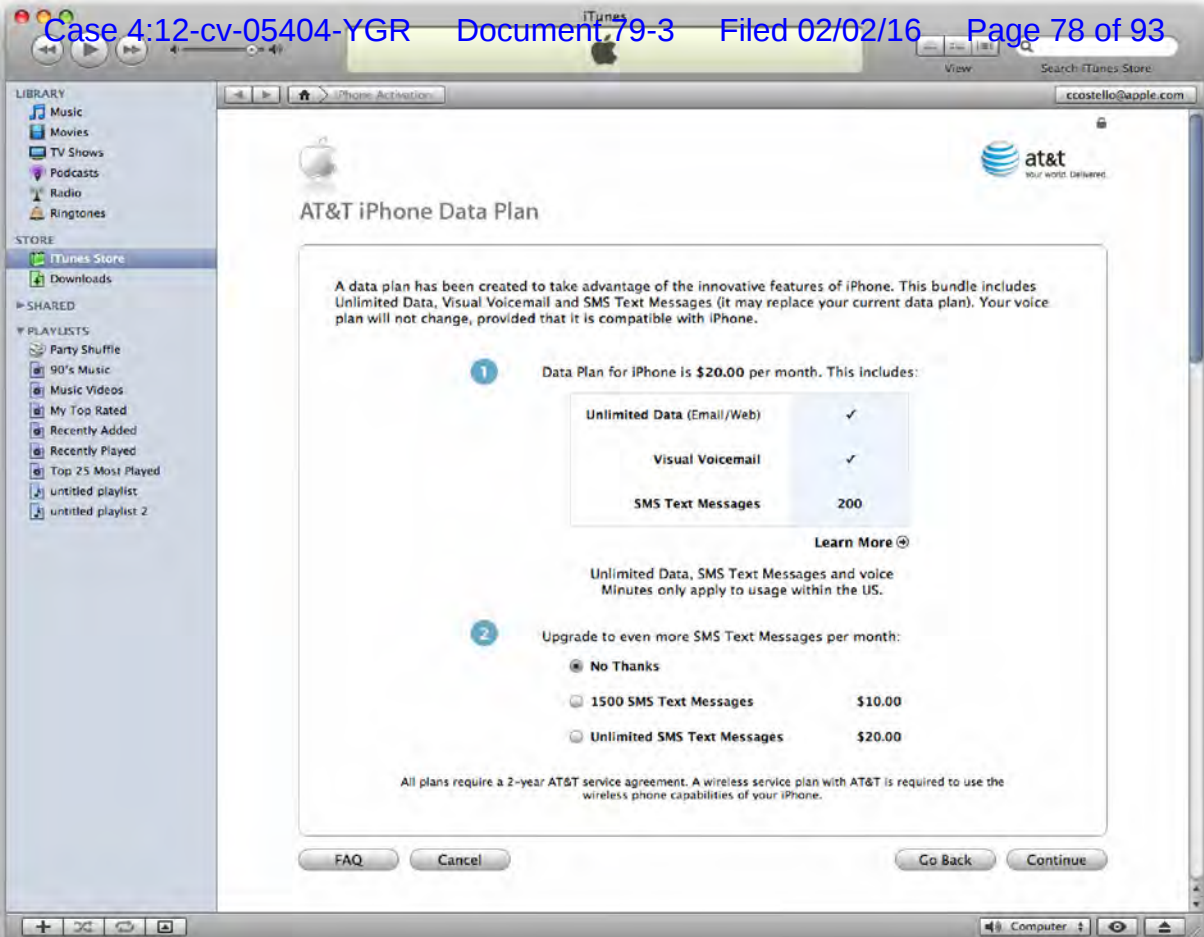 iTunes
Case 4:12-cv-05404-YGR Document 79-3 Filed 02/02/16 Page 78 of 93
View
Search iTunes Store
LIBRARY
Music
Movies
TV Shows
Podcasts
Radio
Ringtones
STORE
iTunes Store
Downloads
SHARED
PLAYLISTS
Party Shuffle
90's Music
Music Videos
My Top Rated
Recently Added
Recently Played
Top 25 Most Played
untitled playlist
untitled playlist 2
iPhone Activation
ccostello@apple.com
at&t
Your world. Delivered.
AT&T iPhone Data Plan
A data plan has been created to take advantage of the innovative features of iPhone. This bundle includes
Unlimited Data, Visual Voicemail and SMS Text Messages (it may replace your current data plan). Your voice
plan will not change, provided that it is compatible with iPhone.
1 Data Plan for iPhone is $20.00 per month. This includes:
Unlimited Data (Email/Web) ✓
Visual Voicemail ✓
SMS Text Messages 200
Learn More
Unlimited Data, SMS Text Messages and voice
Minutes only apply to usage within the US.
2 Upgrade to even more SMS Text Messages per month:
No Thanks
1500 SMS Text Messages $10.00
Unlimited SMS Text Messages $20.00
All plans require a 2-year AT&T service agreement. A wireless service plan with AT&T is required to use the
wireless phone capabilities of your iPhone.
FAQ Cancel Go Back Continue
Computer